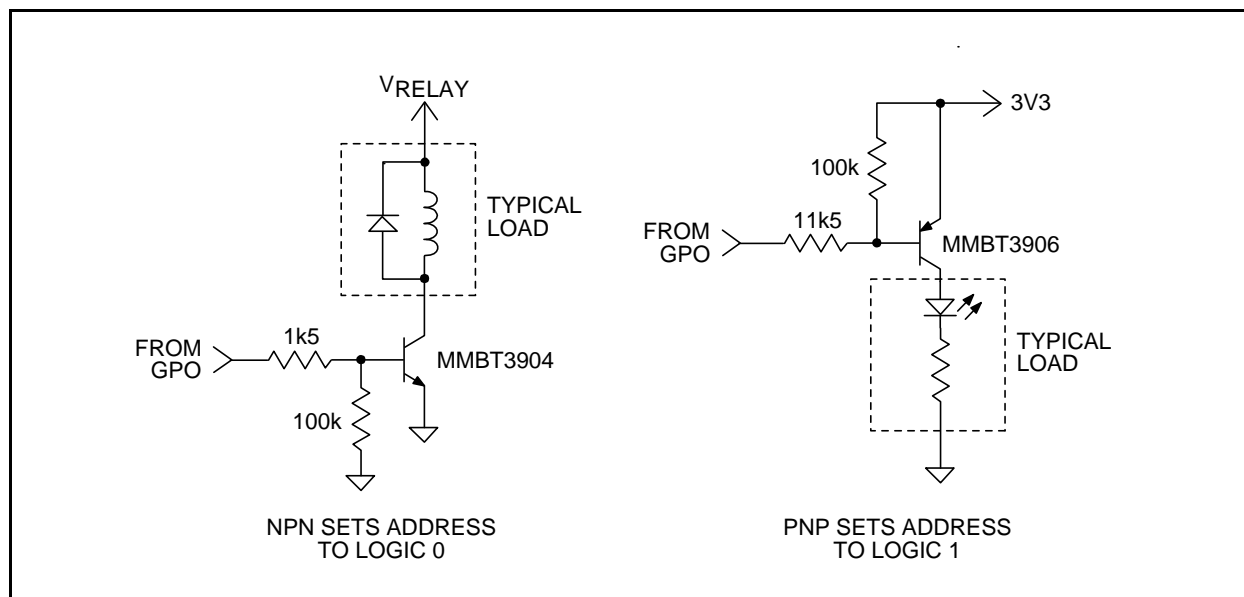 VRELAY
TYPICAL
LOAD
1k5
FROM
GPO
MMBT3904
100k
NPN SETS ADDRESS
TO LOGIC 0
3V3
100k
11k5
FROM
GPO
MMBT3906
TYPICAL
LOAD
PNP SETS ADDRESS
TO LOGIC 1